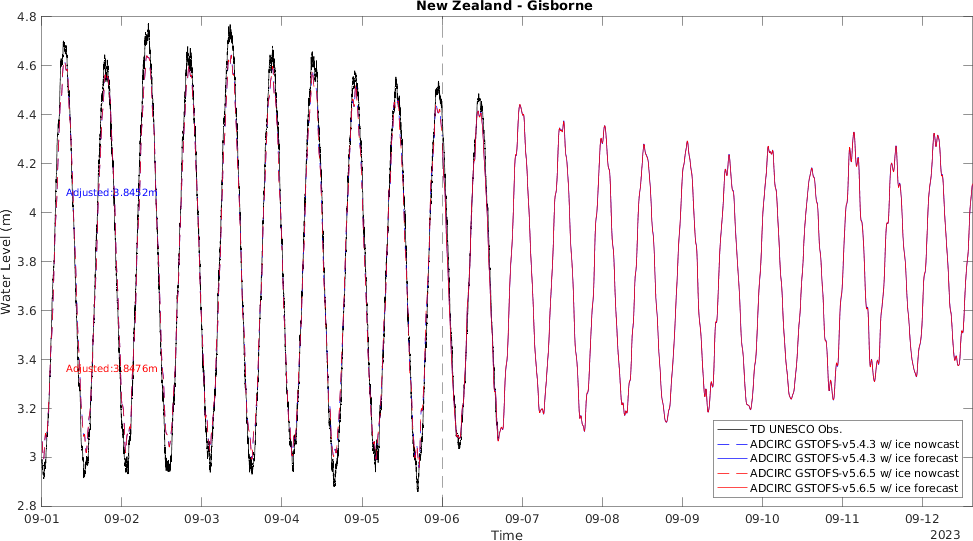 New Zealand - Gisborne
4.8
4.6
4.4
4.2
4
3.8
3.6
3.4
3.2
3
2.8
Water Level (m)
Adjusted:3.8452m
Adjusted:3.8476m
TD UNESCO Obs.
ADCIRC GSTOFS-v5.4.3 w/ ice nowcast
ADCIRC GSTOFS-v5.4.3 w/ ice forecast
ADCIRC GSTOFS-v5.6.5 w/ ice nowcast
ADCIRC GSTOFS-v5.6.5 w/ ice forecast
09-01 09-02 09-03 09-04 09-05 09-06 09-07 09-08 09-09 09-10 09-11 09-12
Time
2023